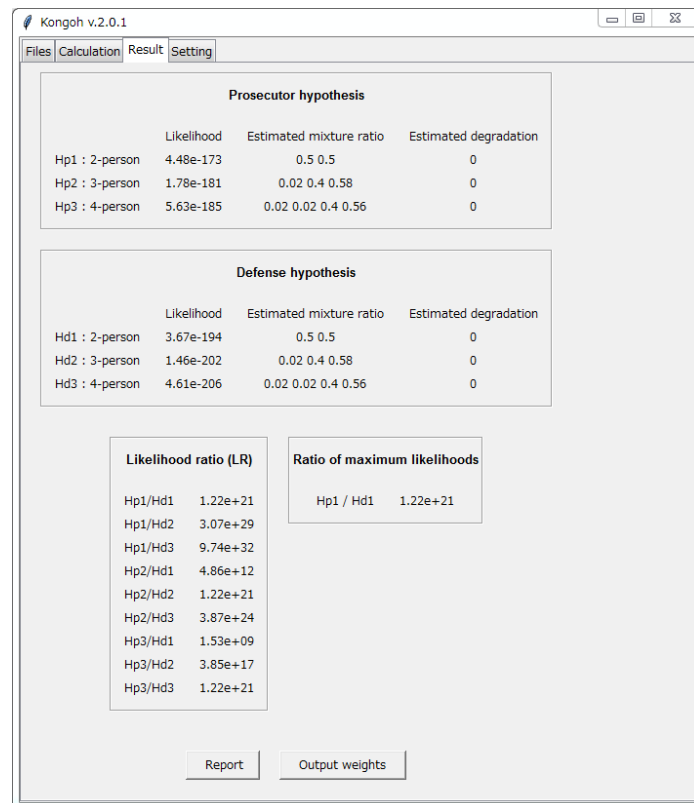 Kongoh v.2.0.1
Files Calculation Result Setting
Prosecutor hypothesis
Likelihood Estimated mixture ratio Estimated degradation
Hp1 : 2-person 4.48e-173 0.5 0.5 0
Hp2 : 3-person 1.78e-181 0.02 0.4 0.58 0
Hp3 : 4-person 5.63e-185 0.02 0.02 0.4 0.56 0
Defense hypothesis
Likelihood Estimated mixture ratio Estimated degradation
Hd1 : 2-person 3.67e-194 0.5 0.5 0
Hd2 : 3-person 1.46e-202 0.02 0.4 0.58 0
Hd3 : 4-person 4.61e-206 0.02 0.02 0.4 0.56 0
Likelihood ratio (LR)
Hp1/Hd1 1.22e+21
Hp1/Hd2 3.07e+29
Hp1/Hd3 9.74e+32
Hp2/Hd1 4.86e+12
Hp2/Hd2 1.22e+21
Hp2/Hd3 3.87e+24
Hp3/Hd1 1.53e+09
Hp3/Hd2 3.85e+17
Hp3/Hd3 1.22e+21
Ratio of maximum likelihoods
Hp1 / Hd1 1.22e+21
Report Output weights